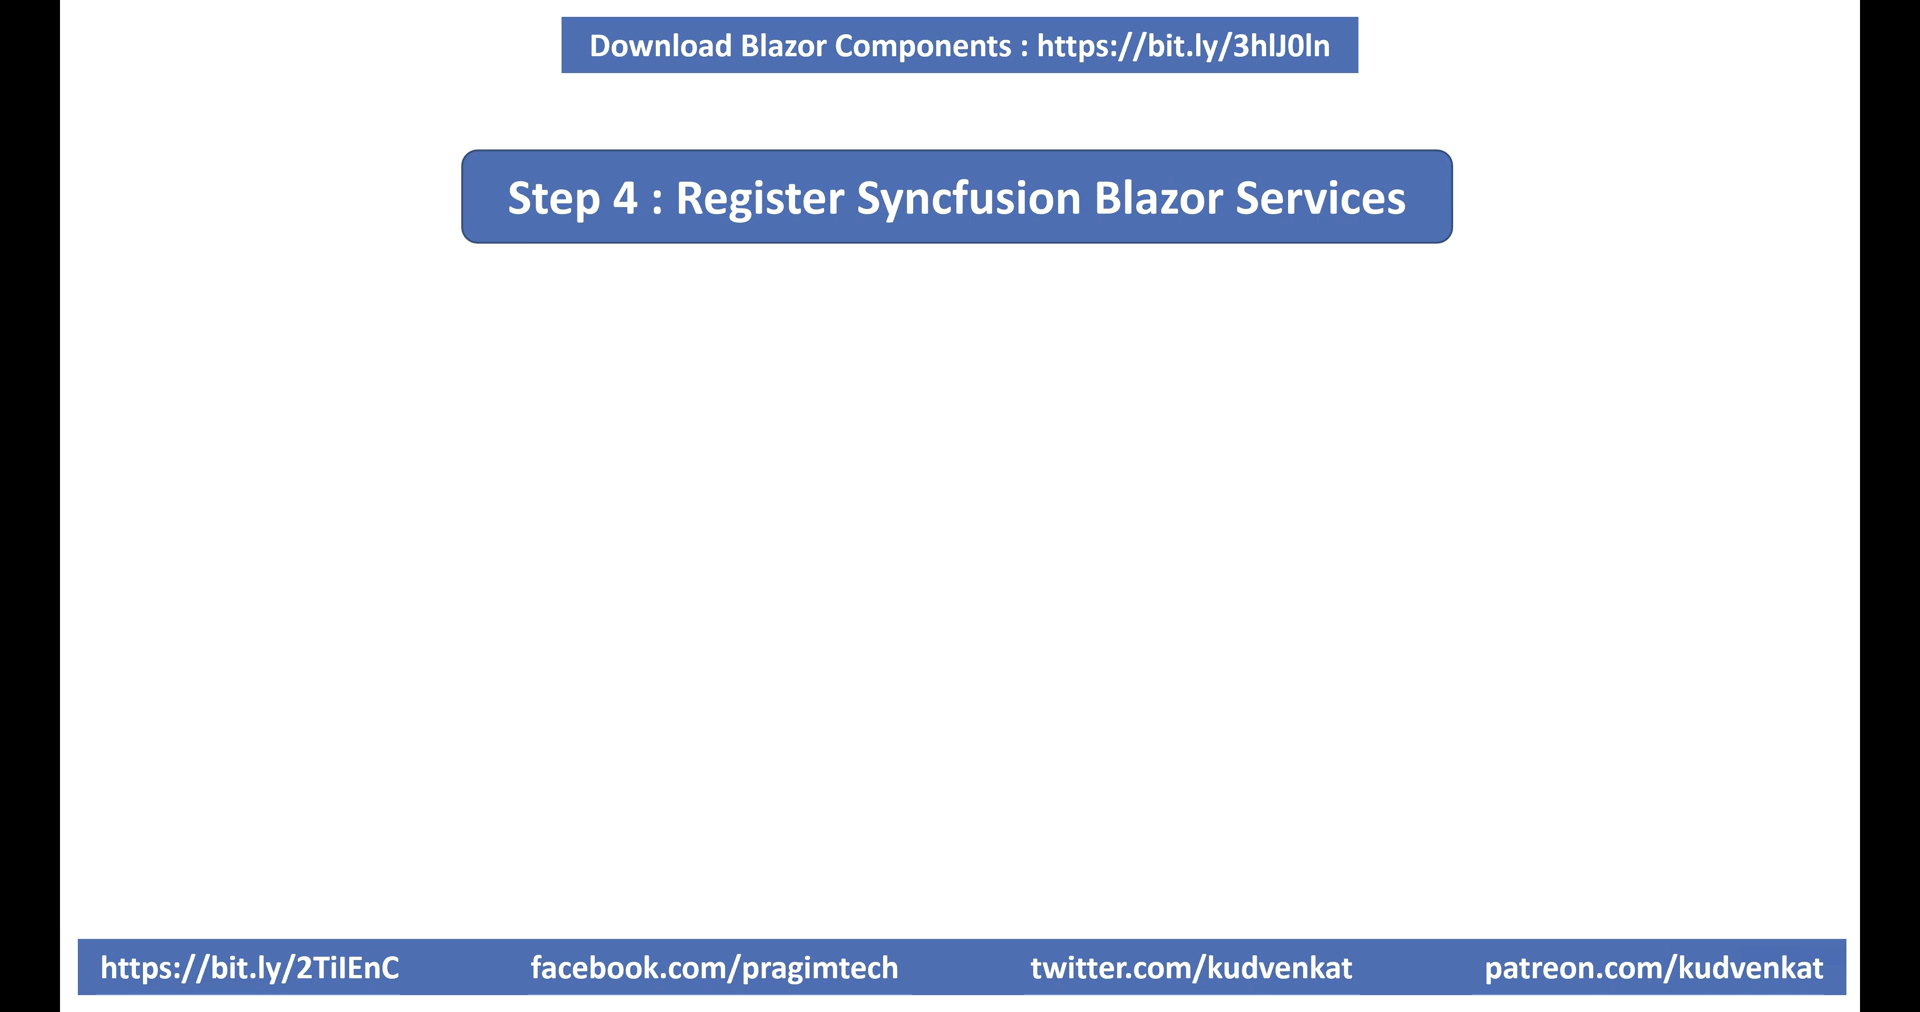 Download Blazor Components : https://bit.ly/3hlJ0ln
Step 4 : Register Syncfusion Blazor Services
https://bit.ly/2TiIEnC
facebook.com/pragimtech
twitter.com/kudvenkat
patreon.com/kudvenkat